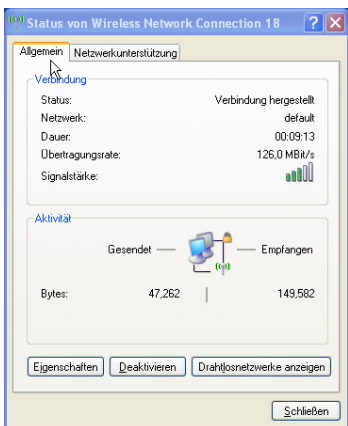 Status von Wireless Network Connection 18
Allgemein Netzwerkunterstützung
Verbindung
Status: Verbindung hergestellt
Netzwerk: default
Dauer: 00:09:13
Übertragungsrate: 126,0 MBit/s
Signalstärke:
Aktivität
Gesendet Empfangen
Bytes: 47,262 149,582
Eigenschaften Deaktivieren Drahtlosnetzwerke anzeigen
Schließen